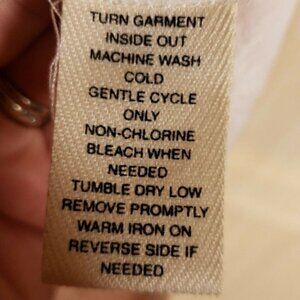 TURN GARMENT
INSIDE OUT
MACHINE WASH
COLD
GENTLE CYCLE
ONLY
NON-CHLORINE
BLEACH WHEN
NEEDED
TUMBLE DRY LOW
REMOVE PROMPTLY
WARM IRON ON
REVERSE SIDE IF
NEEDED